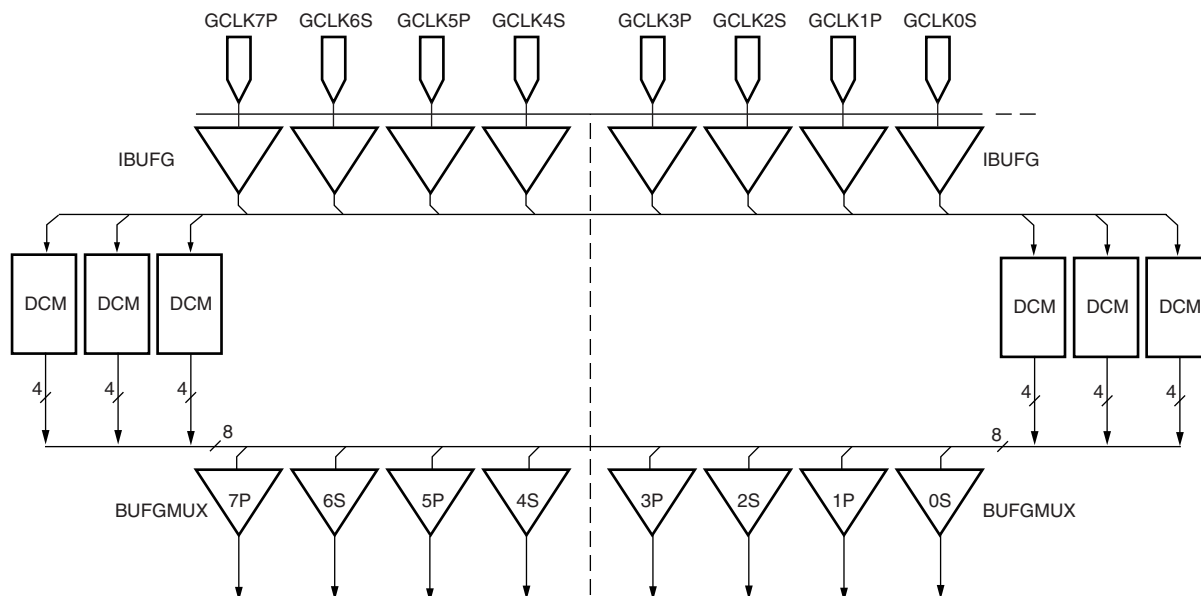 GCLK7P GCLK6S GCLK5P GCLK4S GCLK3P GCLK2S GCLK1P GCLK0S
IBUFG IBUFG
DCM DCM DCM DCM DCM DCM
4 4 4 4 4 4
8 8
7P 6S 5P 4S 3P 2S 1P 0S
BUFGMUX BUFGMUX